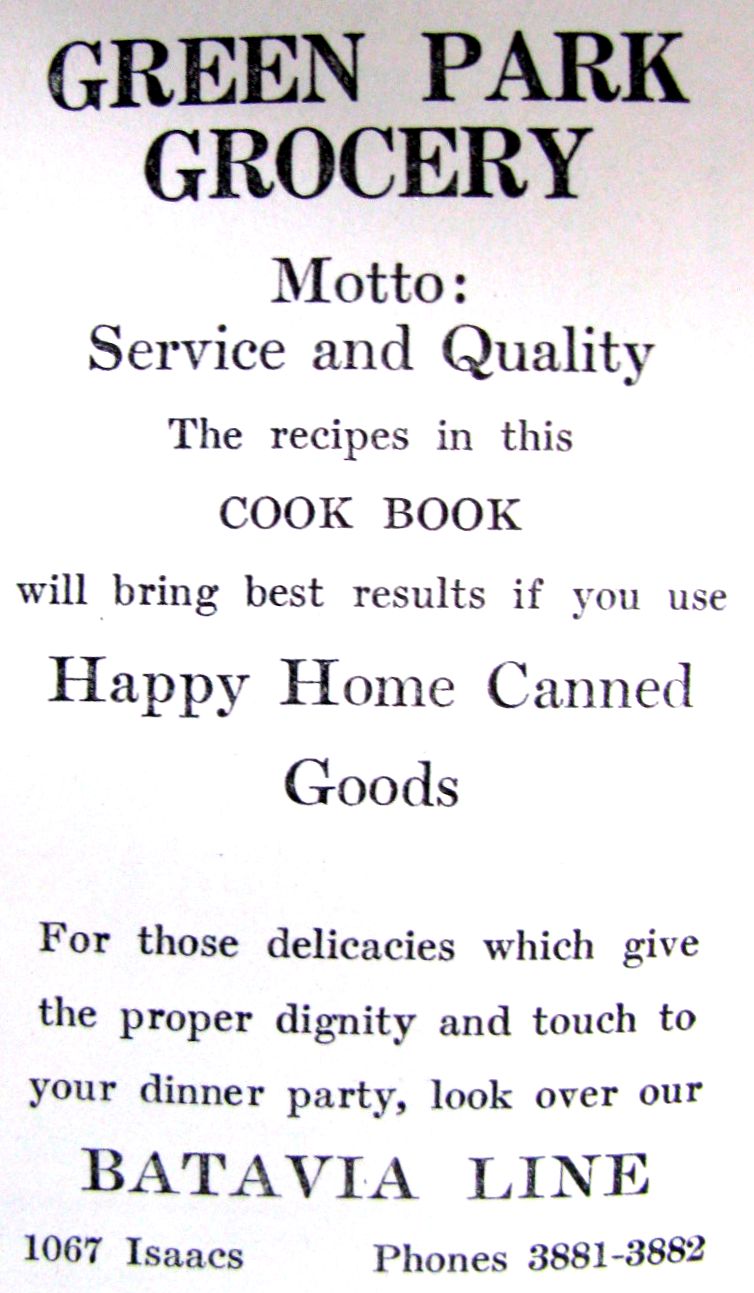 GREEN PARK
GROCERY
Motto:
Service and Quality
The recipes in this
COOK BOOK
will bring best results if you use
Happy Home Canned
Goods
For those delicacies which give
the proper dignity and touch to
your dinner party, look over our
BATAVIA LINE
1067 Isaacs Phones 3881-3882